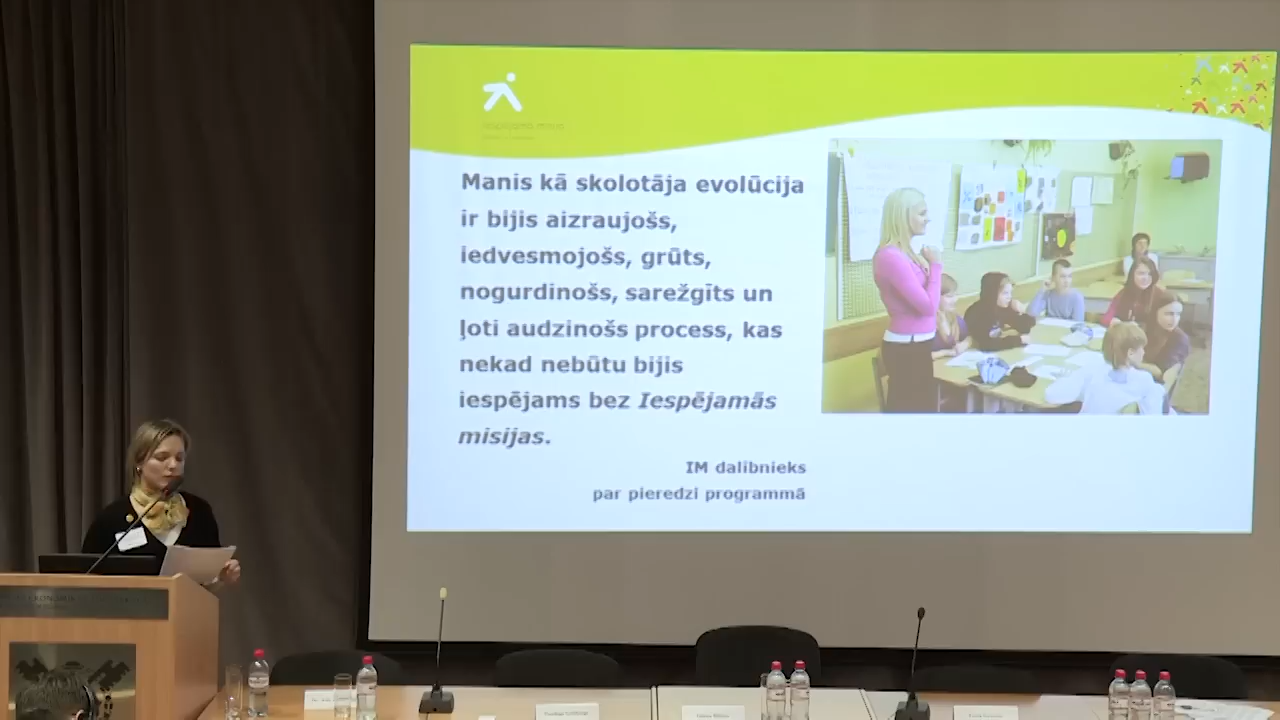 Manis kā skolotāja evolūcija
ir bijis aizraujošs,
iedvesmojošs, grūts,
nogurdinošs, sarežgīts un
ļoti audzinošs process, kas
nekad nebūtu bijis
iespējams bez Iespējamās
misijas.
IM dalībnieks
par pieredzi programmā